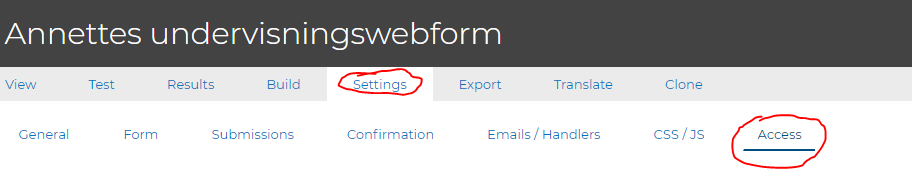 Annettes undervisningswebform
View Test Results Build Settings Export Translate Clone
General Form Submissions Confirmation Emails / Handlers CSS / JS Access